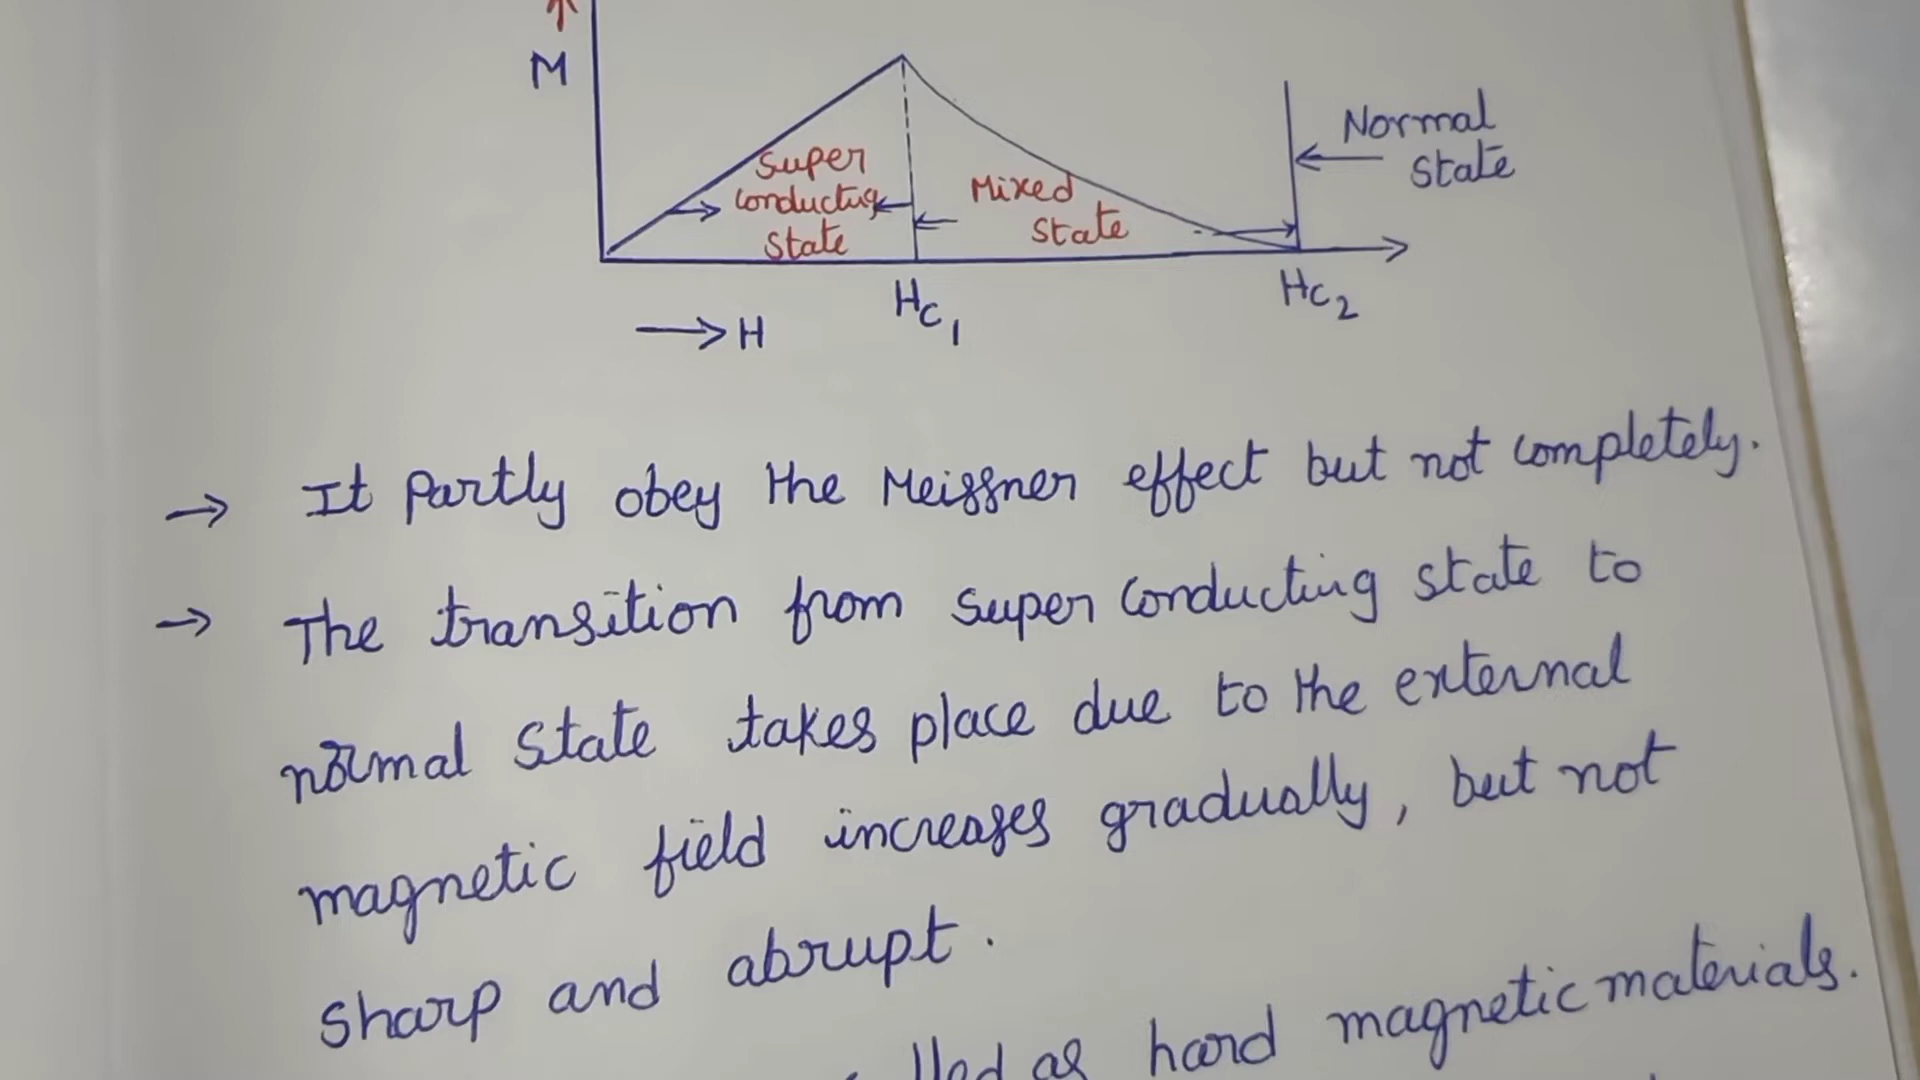 M
Super
conducting
state
Mixed
state
Normal
state
Hc1
Hc2
→ H
→ It Partly obey the Meissner effect but not completely.
→ The transition from Super Conducting state to
normal state takes place due to the external
magnetic field increases gradually, but not
sharp and abrupt.
as hard magnetic materials.